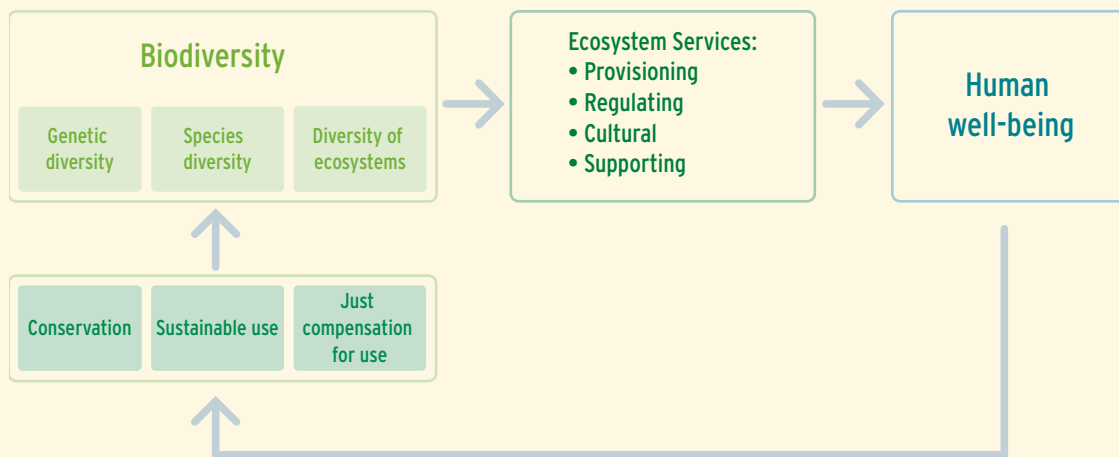 Biodiversity
Genetic
diversity
Species
diversity
Diversity of
ecosystems
Ecosystem Services:
• Provisioning
• Regulating
• Cultural
• Supporting
Human
well-being
Conservation
Sustainable use
Just
compensation
for use